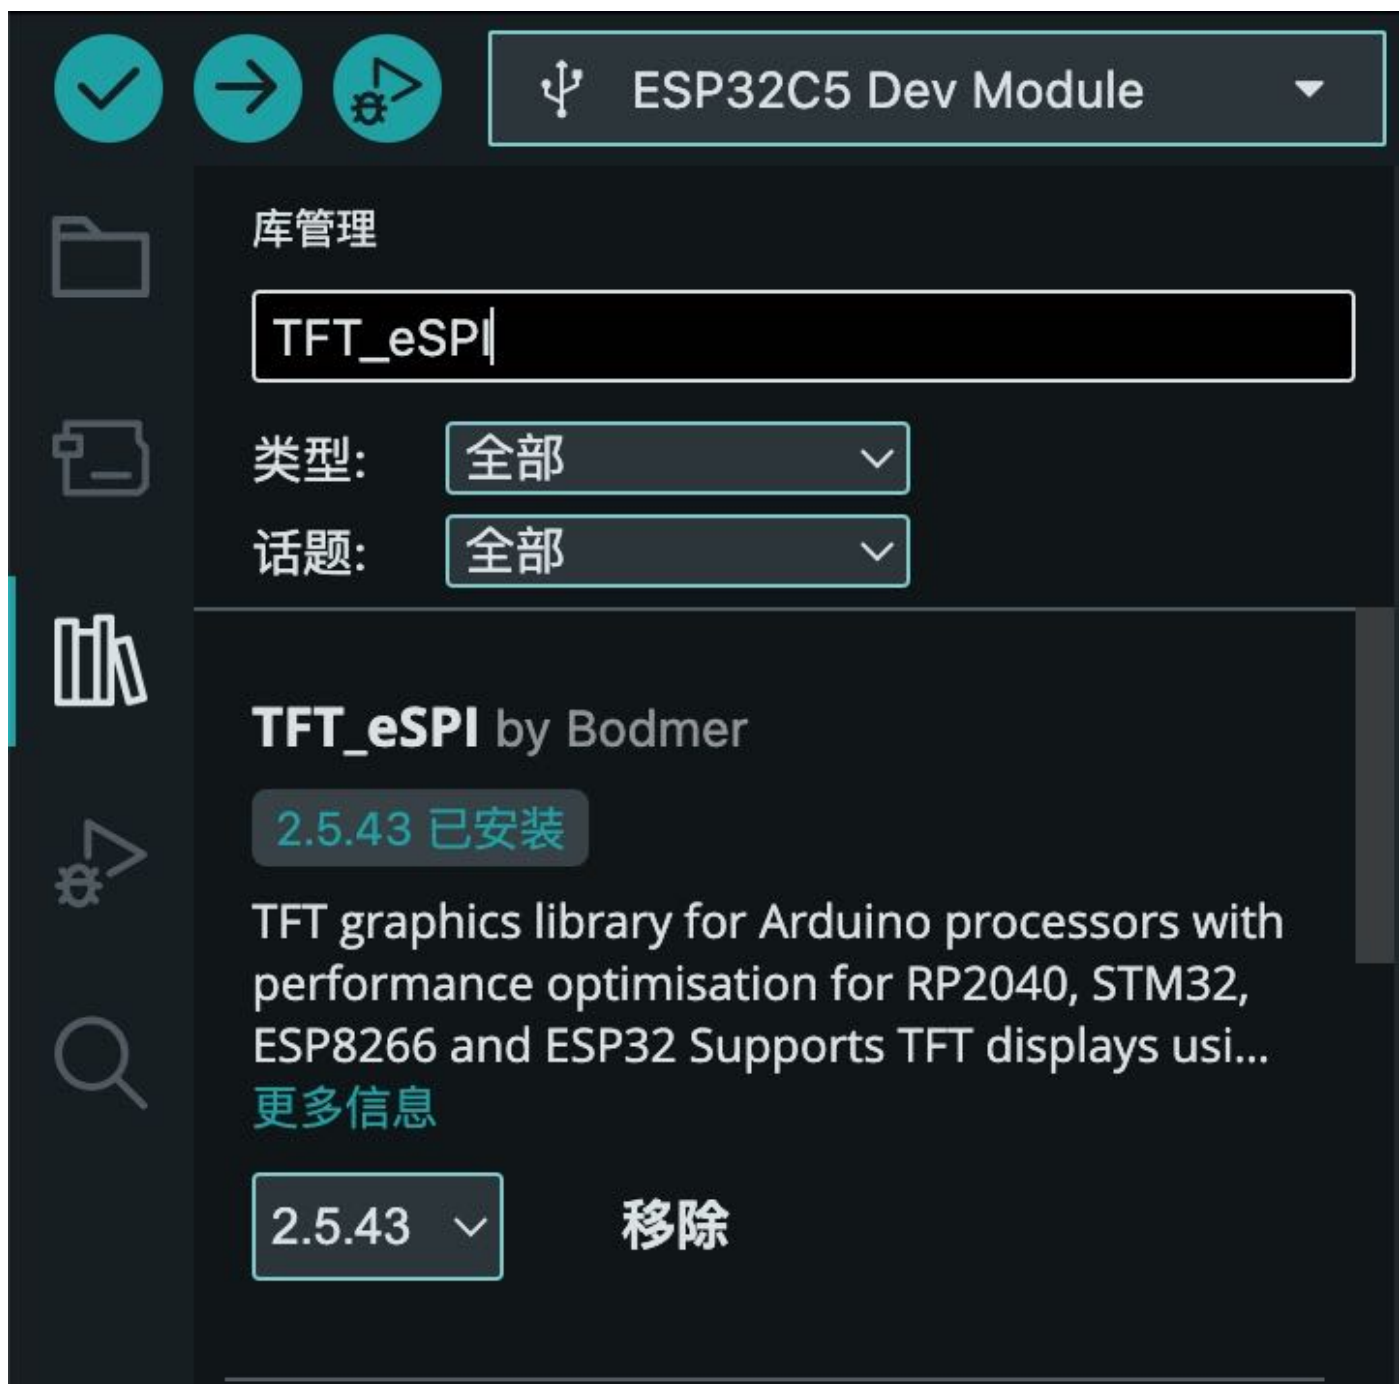 ESP32C5 Dev Module
库管理
TFT_eSPI
类型: 全部
话题: 全部
TFT_eSPI by Bodmer
2.5.43 已安装
TFT graphics library for Arduino processors with
performance optimisation for RP2040, STM32,
ESP8266 and ESP32 Supports TFT displays usi...
更多信息
2.5.43 移除